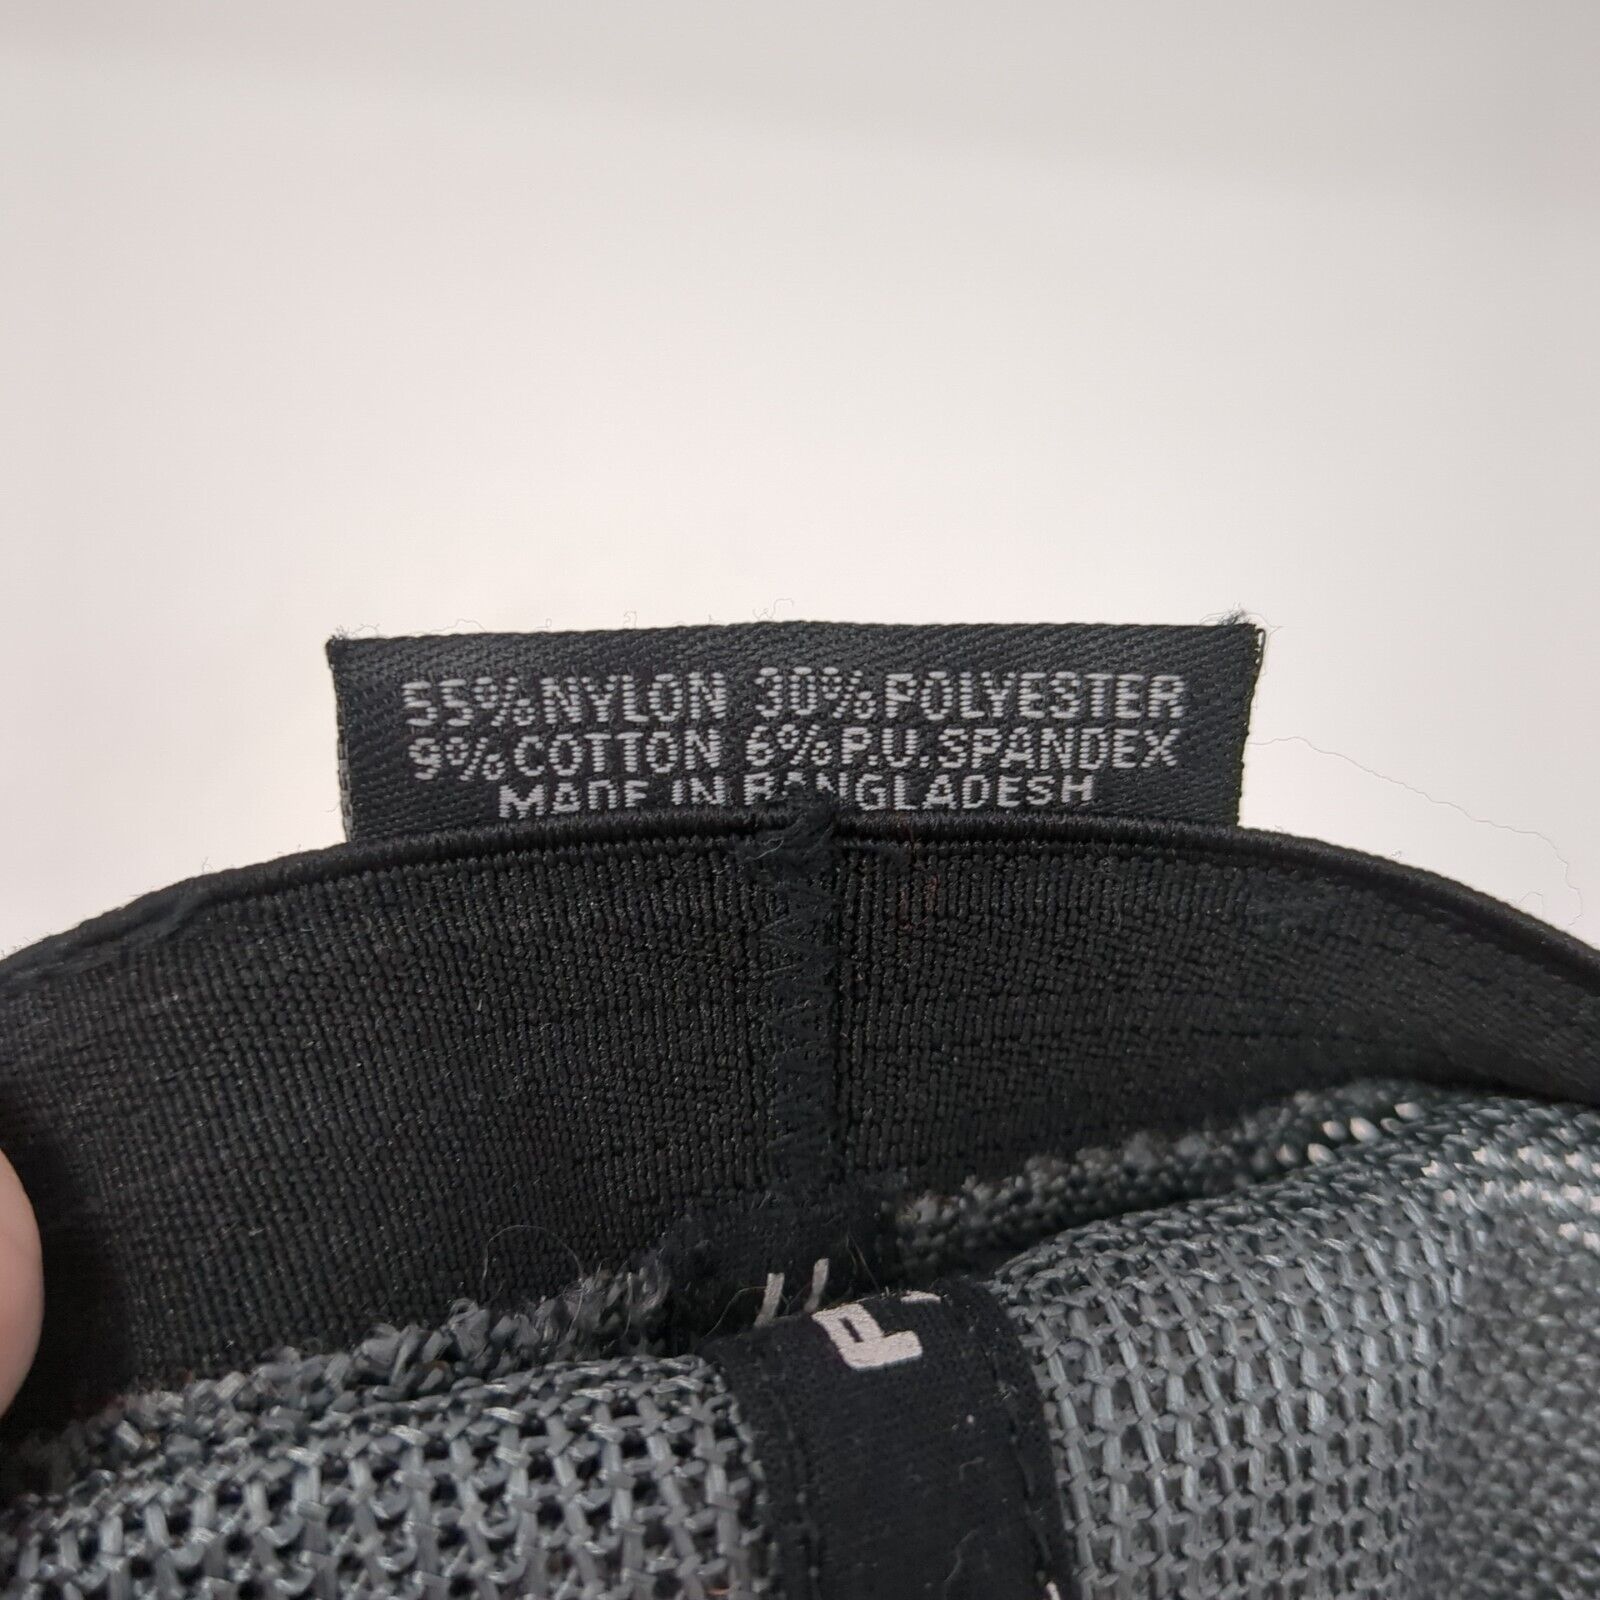 55% NYLON 30% POLYESTER
9% COTTON 6% P.U. SPANDEX
MADE IN BANGLADESH
P